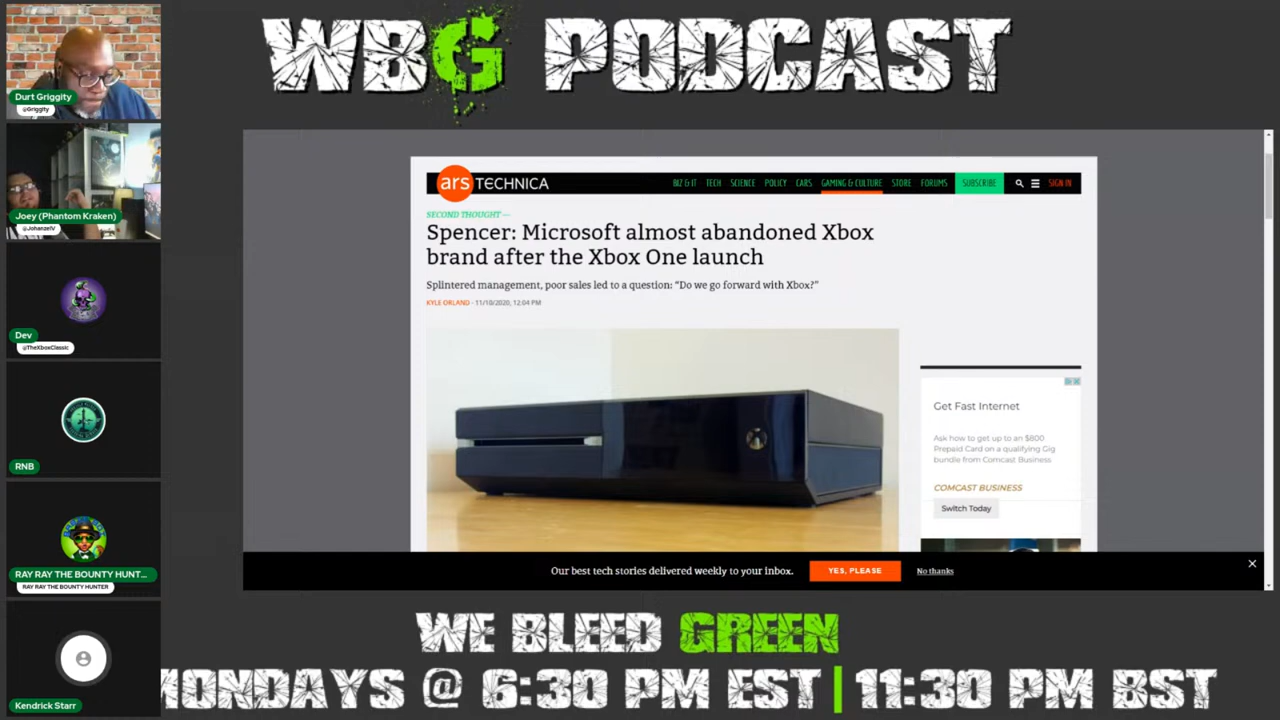 WBG PODCAST
Durt Griggity
@Griggity
Joey (Phantom Kraken)
@JohanzeIV
Dev
@TheXboxClassic
RNB
RAY RAY THE BOUNTY HUNT...
RAY RAY THE BOUNTY HUNTER
Kendrick Starr
ars TECHNICA
BIZ & IT TECH SCIENCE POLICY CARS GAMING & CULTURE STORE FORUMS SUBSCRIBE SIGN IN
SECOND THOUGHT —
Spencer: Microsoft almost abandoned Xbox
brand after the Xbox One launch
Splintered management, poor sales led to a question: “Do we go forward with Xbox?”
KYLE ORLAND - 11/10/2020, 12:04 PM
Get Fast Internet
Ask how to get up to an $800
Prepaid Card on a qualifying Gig
bundle from Comcast Business
COMCAST BUSINESS
Switch Today
Our best tech stories delivered weekly to your inbox. YES, PLEASE No thanks
WE BLEED GREEN
MONDAYS @ 6:30 PM EST | 11:30 PM BST